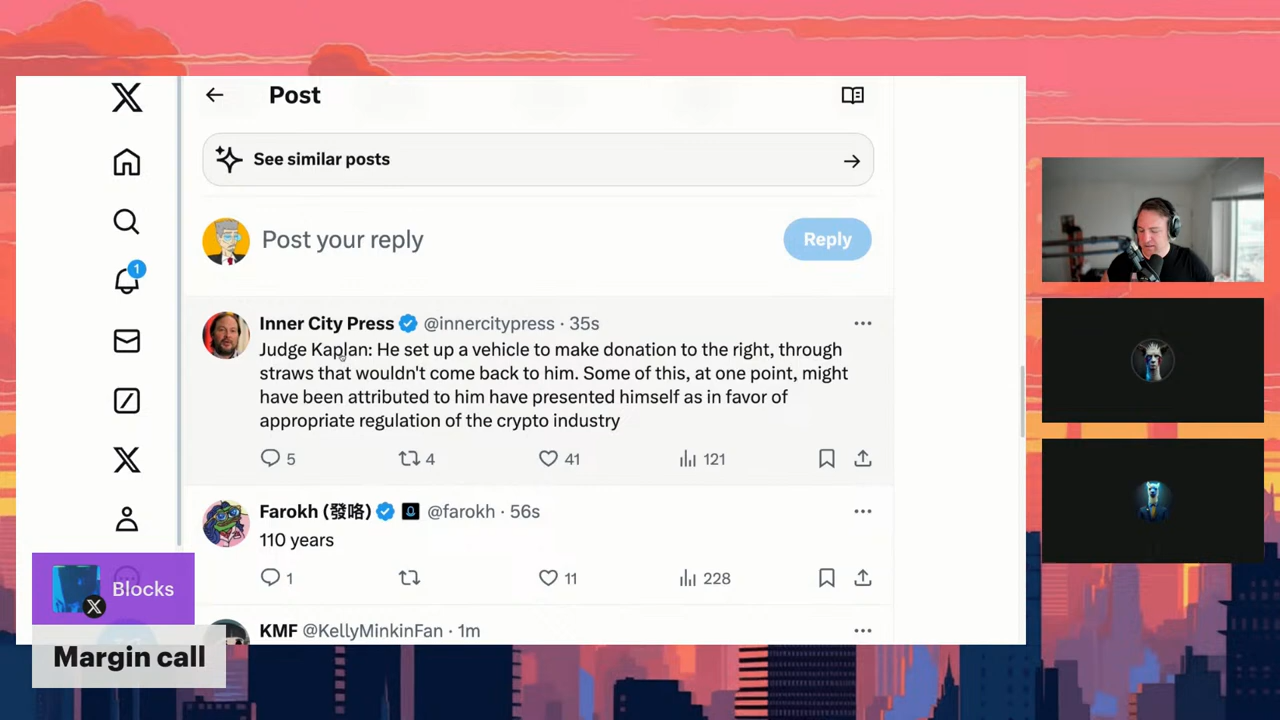 Post
See similar posts
Post your reply
Reply
1
Inner City Press @innercitypress · 35s
Judge Kaplan: He set up a vehicle to make donation to the right, through
straws that wouldn't come back to him. Some of this, at one point, might
have been attributed to him have presented himself as in favor of
appropriate regulation of the crypto industry
5 4 41 121
Farokh (發咯) @farokh · 56s
110 years
1 11 228
KMF @KellyMinkinFan · 1m
Blocks
Margin call